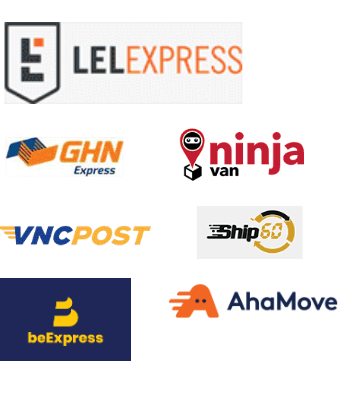 LELEXPRESS
GHN
Express
ninja
van
VNCPOST
Ship60
beExpress
AhaMove